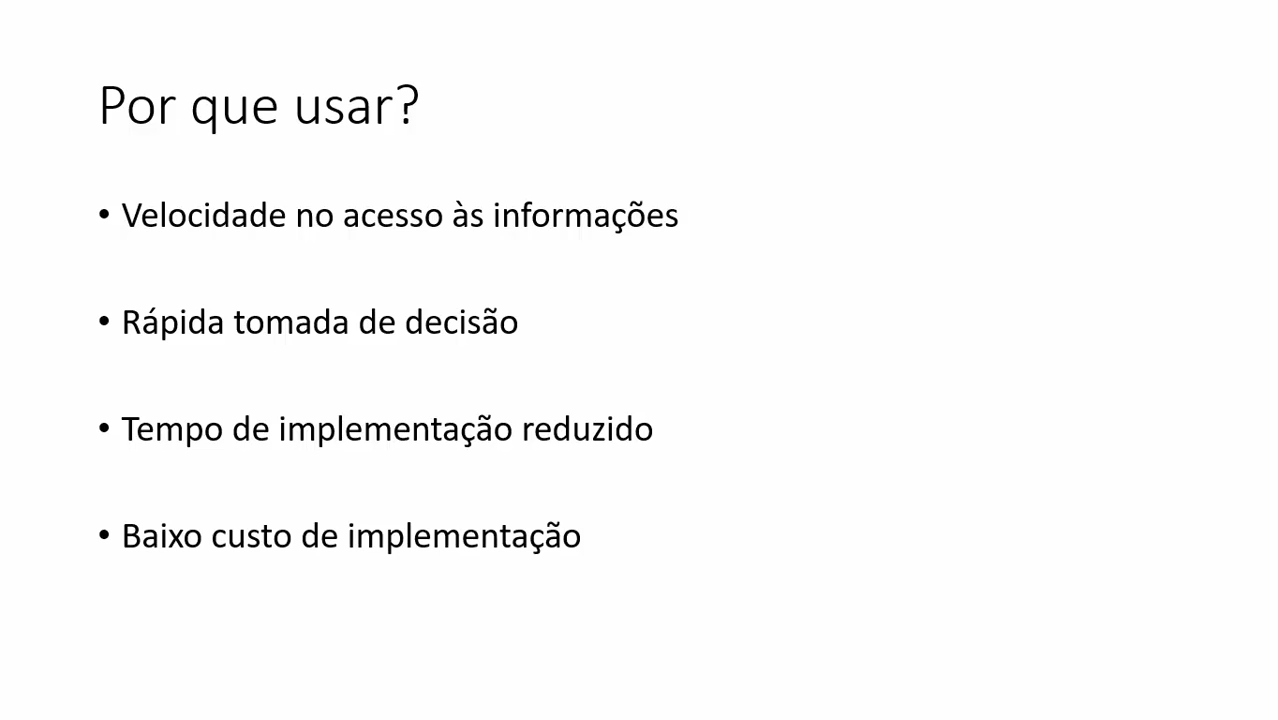 Por que usar?
• Velocidade no acesso às informações
• Rápida tomada de decisão
• Tempo de implementação reduzido
• Baixo custo de implementação